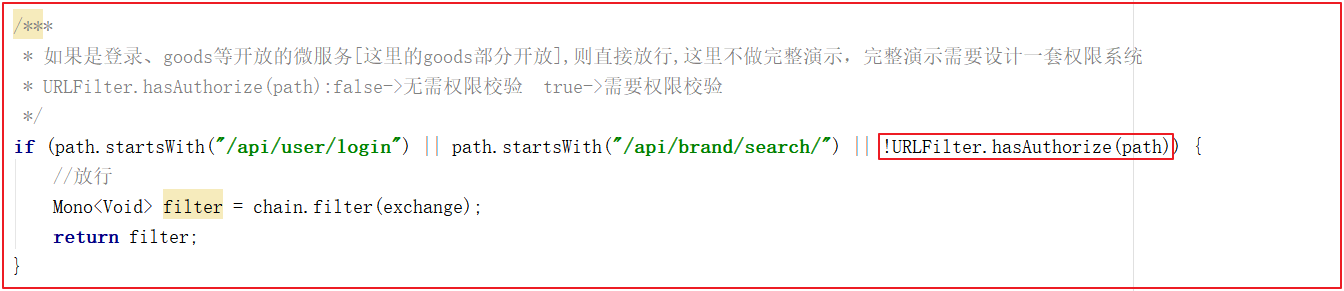 /***
 * 如果是登录、goods等开放的微服务[这里的goods部分开放],则直接放行,这里不做完整演示，完整演示需要设计一套权限系统
 * URLFilter.hasAuthorize(path):false->无需权限校验  true->需要权限校验
 */
if (path.startsWith("/api/user/login") || path.startsWith("/api/brand/search/") || !URLFilter.hasAuthorize(path)) {
    //放行
    Mono<Void> filter = chain.filter(exchange);
    return filter;
}